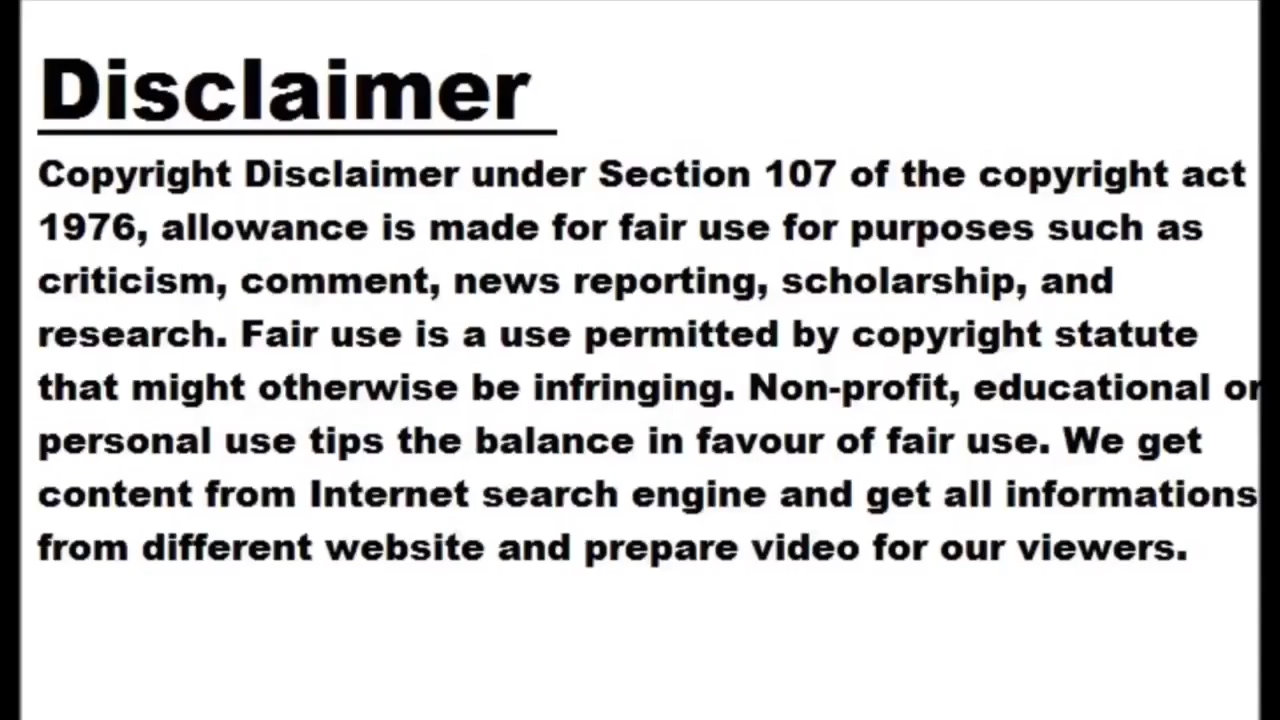 Disclaimer
Copyright Disclaimer under Section 107 of the copyright act
1976, allowance is made for fair use for purposes such as
criticism, comment, news reporting, scholarship, and
research. Fair use is a use permitted by copyright statute
that might otherwise be infringing. Non-profit, educational or
personal use tips the balance in favour of fair use. We get
content from Internet search engine and get all informations
from different website and prepare video for our viewers.